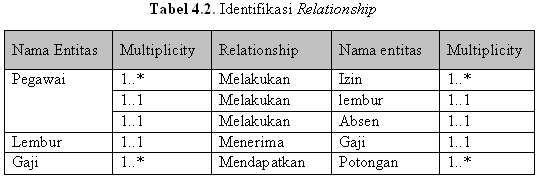 Tabel 4.2. Identifikasi Relationship
Nama Entitas Multiplicity Relationship Nama entitas Multiplicity
Pegawai 1..* Melakukan Izin 1..*
1..1 Melakukan lembur 1..1
1..1 Melakukan Absen 1..1
Lembur 1..1 Menerima Gaji 1..1
Gaji 1..* Mendapatkan Potongan 1..*